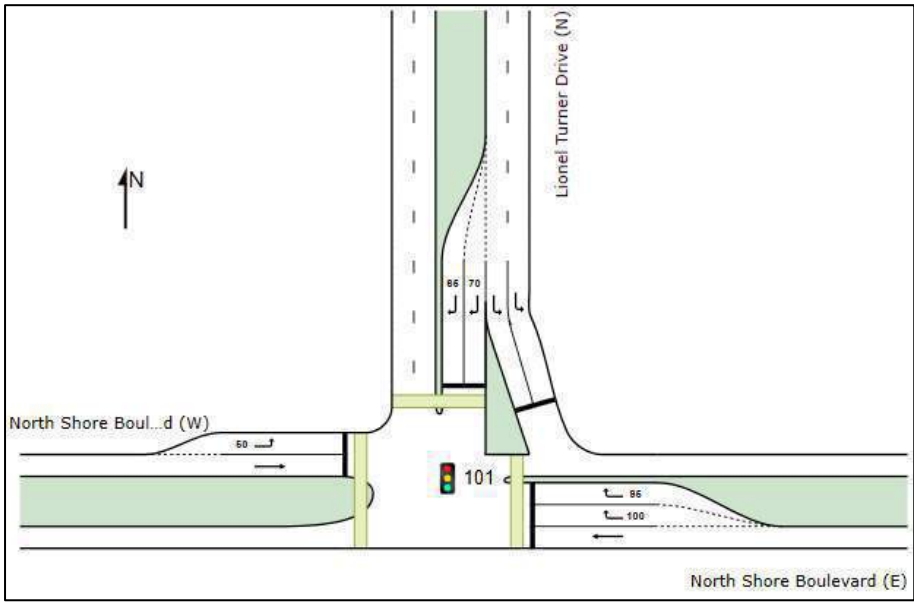 Lionel Turner Drive (N)
N
65 70
North Shore Boul...d (W)
50
101
95
100
North Shore Boulevard (E)